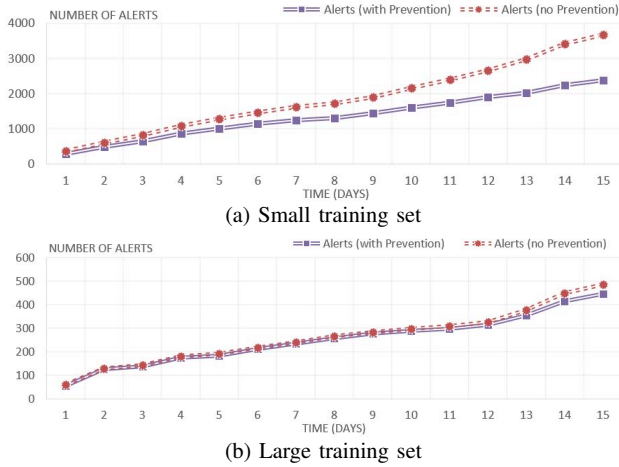 NUMBER OF ALERTS
Alerts (with Prevention) Alerts (no Prevention)
4000
3000
2000
1000
0
1 2 3 4 5 6 7 8 9 10 11 12 13 14 15
TIME (DAYS)
(a) Small training set
NUMBER OF ALERTS
Alerts (with Prevention) Alerts (no Prevention)
600
500
400
300
200
100
0
1 2 3 4 5 6 7 8 9 10 11 12 13 14 15
TIME (DAYS)
(b) Large training set